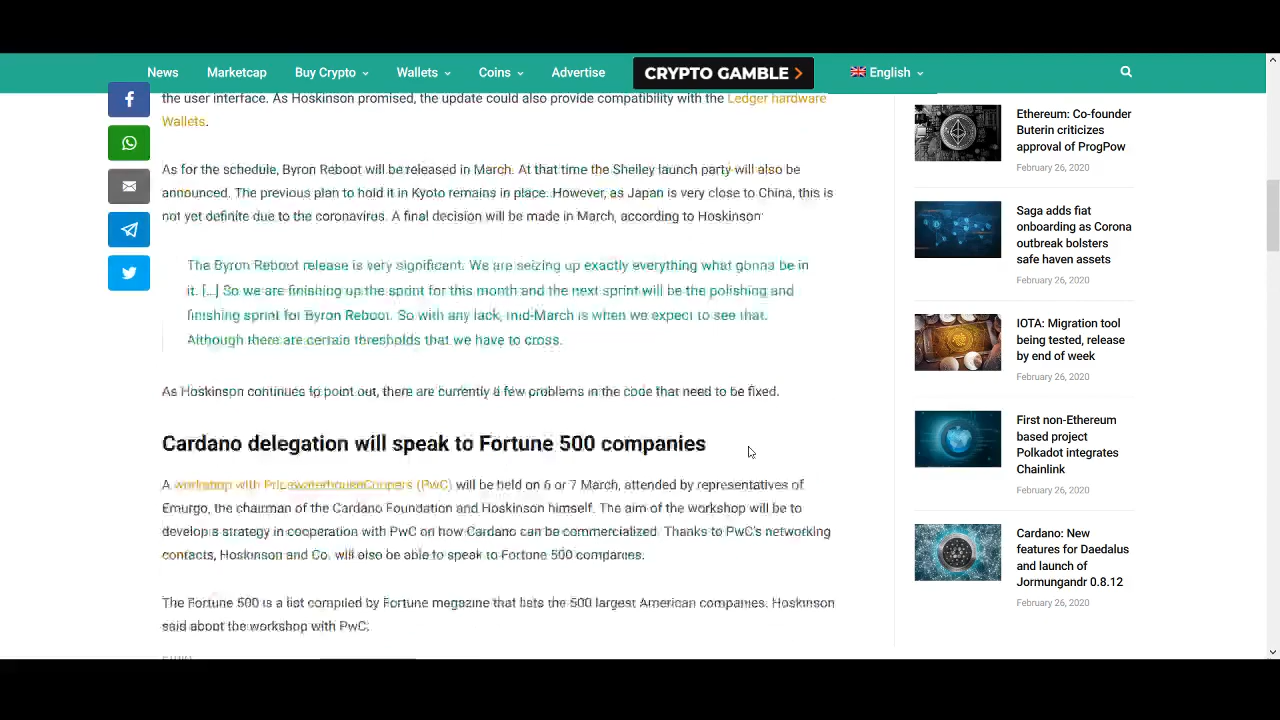 News Marketcap Buy Crypto Wallets Coins Advertise CRYPTO GAMBLE > English
the user interface. As Hoskinson promised, the update could also provide compatibility with the Ledger hardware
Wallets.
As for the schedule, Byron Reboot will be released in March. At that time the Shelley launch party will also be
announced. The previous plan to hold it in Kyoto remains in place. However, as Japan is very close to China, this is
not yet definite due to the coronavirus. A final decision will be made in March, according to Hoskinson
The Byron Reboot release is very significant. We are seizing up exactly everything what gonna be in
it. [...] So we are finishing up the sprint for this month and the next sprint will be the polishing and
finishing sprint for Byron Reboot. So with any lack, mid-March is when we expect to see that.
Although there are certain thresholds that we have to cross.
As Hoskinson continues to point out, there are currently a few problems in the code that need to be fixed.
Cardano delegation will speak to Fortune 500 companies
A workshop with PricewaterhouseCoopers (PwC) will be held on 6 or 7 March, attended by representatives of
Emurgo, the chairman of the Cardano Foundation and Hoskinson himself. The aim of the workshop will be to
develop a strategy in cooperation with PwC on how Cardano can be commercialized. Thanks to PwC's networking
contacts, Hoskinson and Co. will also be able to speak to Fortune 500 companies.
The Fortune 500 is a list compiled by Fortune magazine that lists the 500 largest American companies. Hoskinson
said about the workshop with PwC:
Ethereum: Co-founder
Buterin criticizes
approval of ProgPow
February 26, 2020
Saga adds fiat
onboarding as Corona
outbreak bolsters
safe haven assets
February 26, 2020
IOTA: Migration tool
being tested, release
by end of week
February 26, 2020
First non-Ethereum
based project
Polkadot integrates
Chainlink
February 26, 2020
Cardano: New
features for Daedalus
and launch of
Jormungandr 0.8.12
February 26, 2020